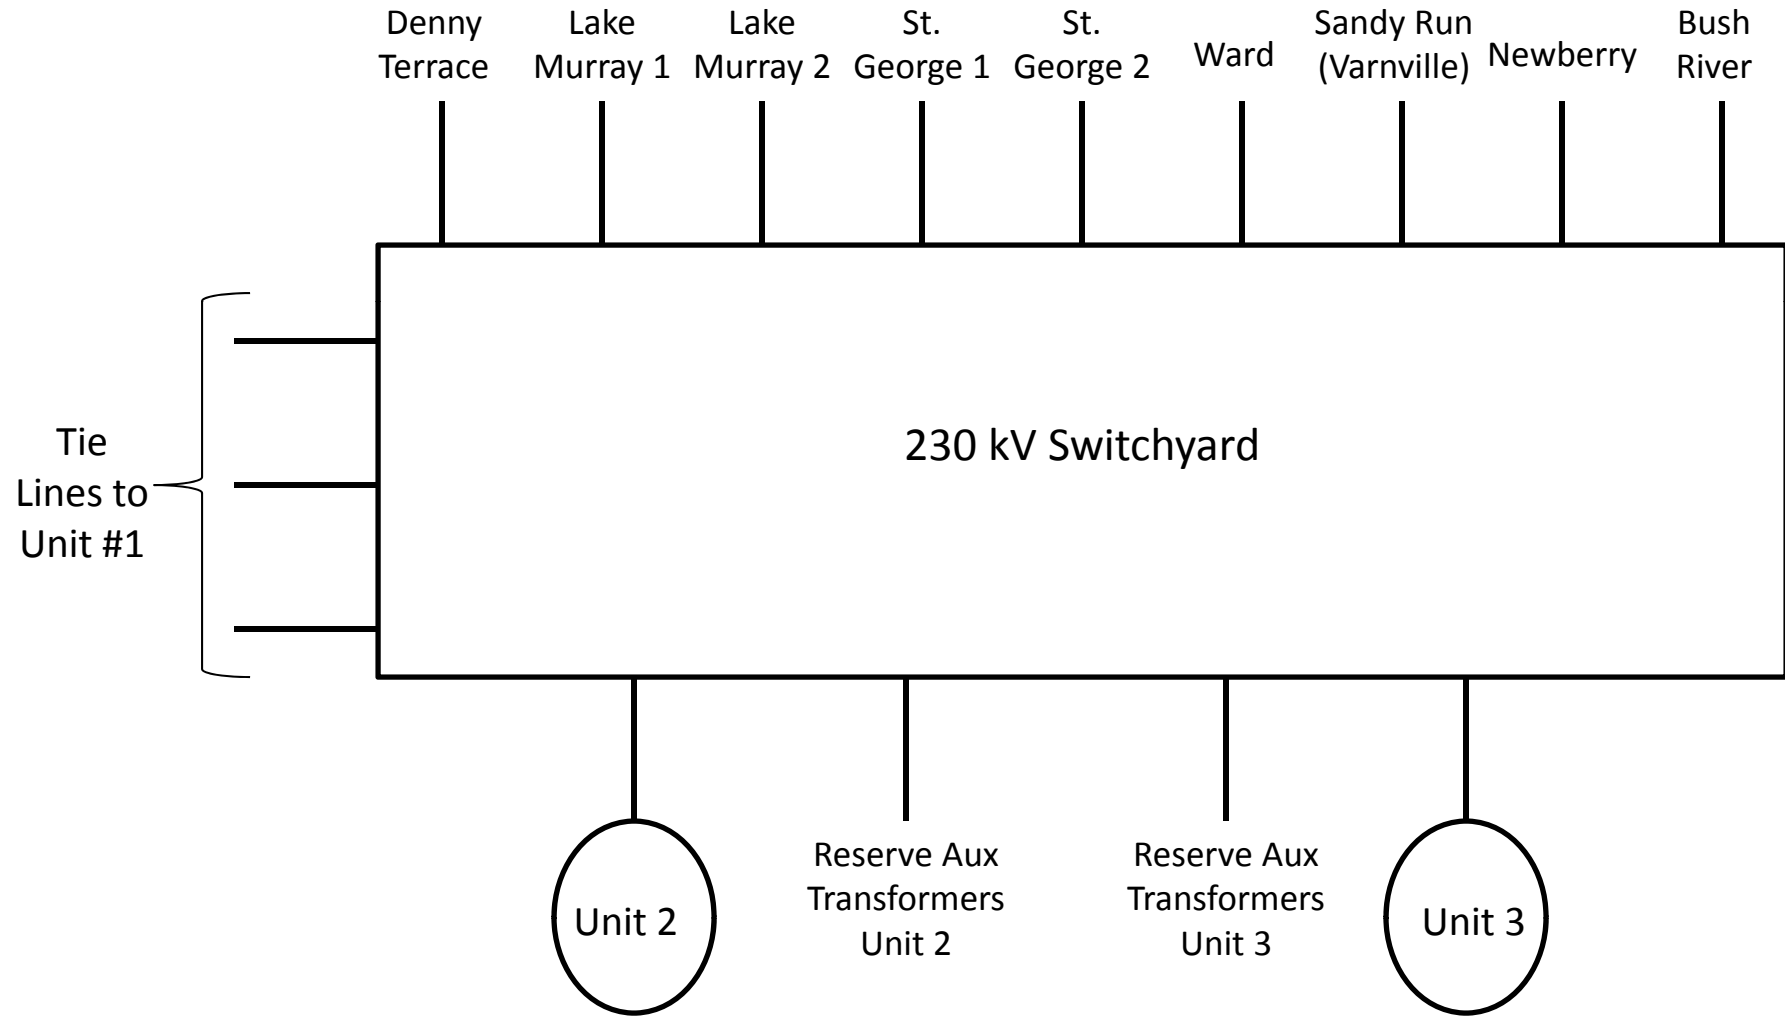 Denny
Terrace
Lake
Murray 1
Lake
Murray 2
St.
George 1
St.
George 2
Ward
Sandy Run
(Varnville)
Newberry
Bush
River
Tie
Lines to
Unit #1
230 kV Switchyard
Unit 2
Reserve Aux
Transformers
Unit 2
Reserve Aux
Transformers
Unit 3
Unit 3